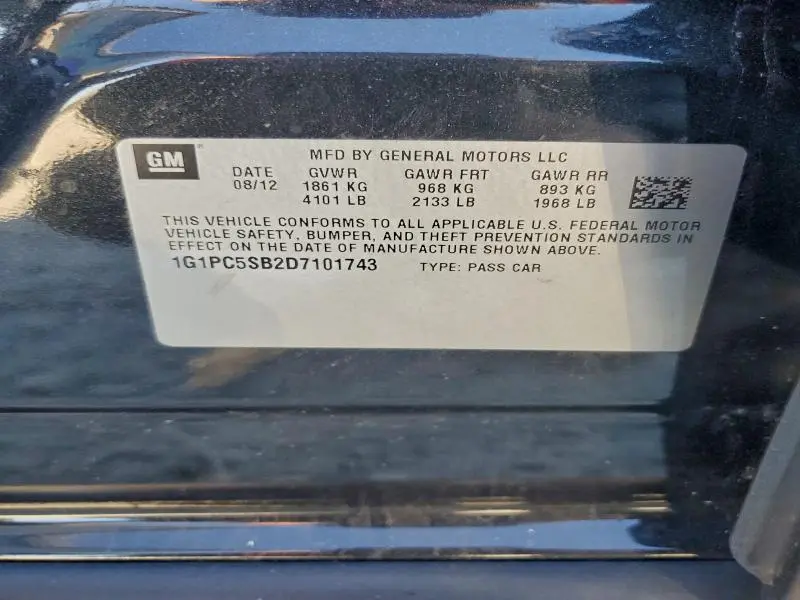 GM MFD BY GENERAL MOTORS LLC
DATE GVWR GAWR FRT GAWR RR
08/12 1861 KG 968 KG 893 KG
4101 LB 2133 LB 1968 LB
THIS VEHICLE CONFORMS TO ALL APPLICABLE U.S. FEDERAL MOTOR
VEHICLE SAFETY, BUMPER, AND THEFT PREVENTION STANDARDS IN
EFFECT ON THE DATE OF MANUFACTURE SHOWN ABOVE.
1G1PC5SB2D7101743 TYPE: PASS CAR